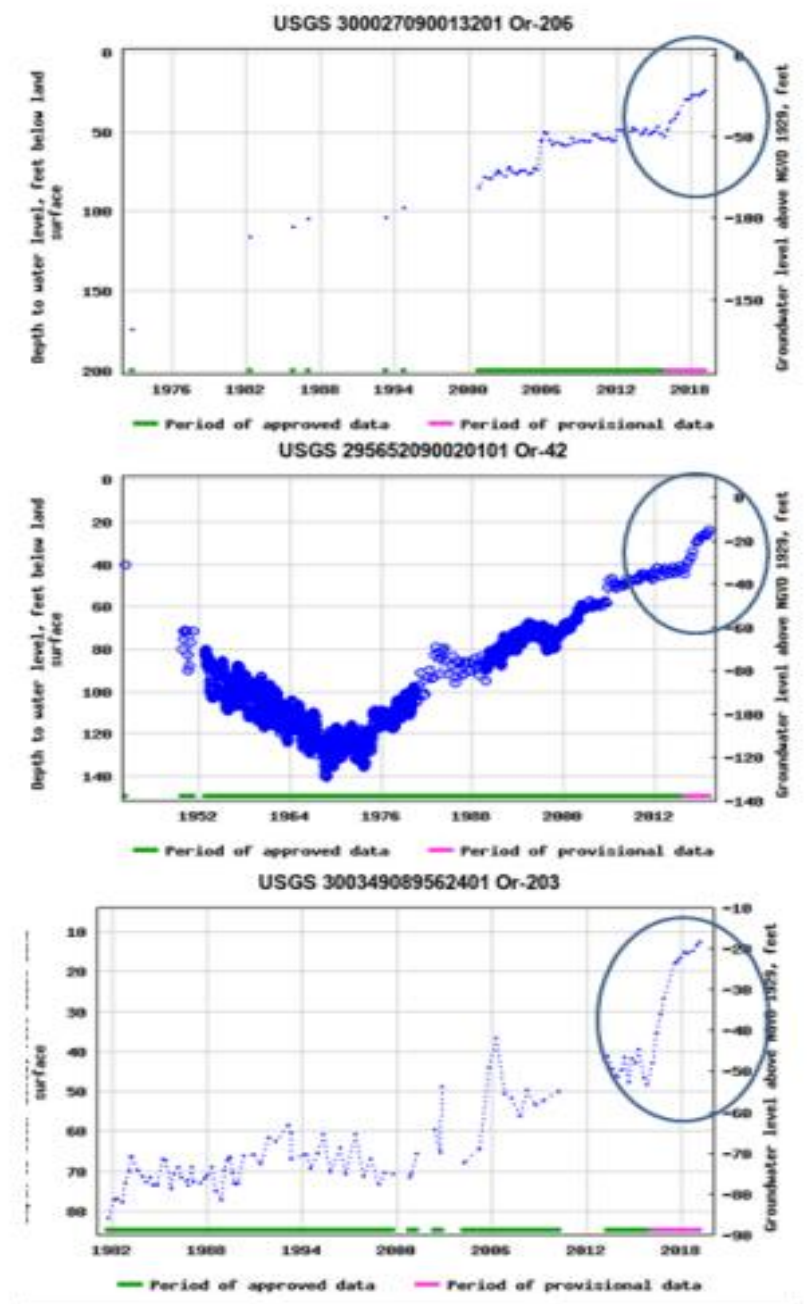 USGS 300027090013201 Or-206
Depth to water level, feet below land
surface
0
50
100
150
200
0
-50
-100
-150
Groundwater level above NGVD 1929, feet
1976 1982 1988 1994 2000 2006 2012 2018
Period of approved data Period of provisional data
USGS 295652090020101 Or-42
Depth to water level, feet below land
surface
0
20
40
60
80
100
120
140
0
-20
-40
-60
-80
-100
-120
-140
Groundwater level above NGVD 1929, feet
1952 1964 1976 1988 2000 2012
Period of approved data Period of provisional data
USGS 300349089562401 Or-203
surface
10
20
30
40
50
60
70
80
-10
-20
-30
-40
-50
-60
-70
-80
-90
Groundwater level above NGVD 1929, feet
1982 1988 1994 2000 2006 2012 2018
Period of approved data Period of provisional data